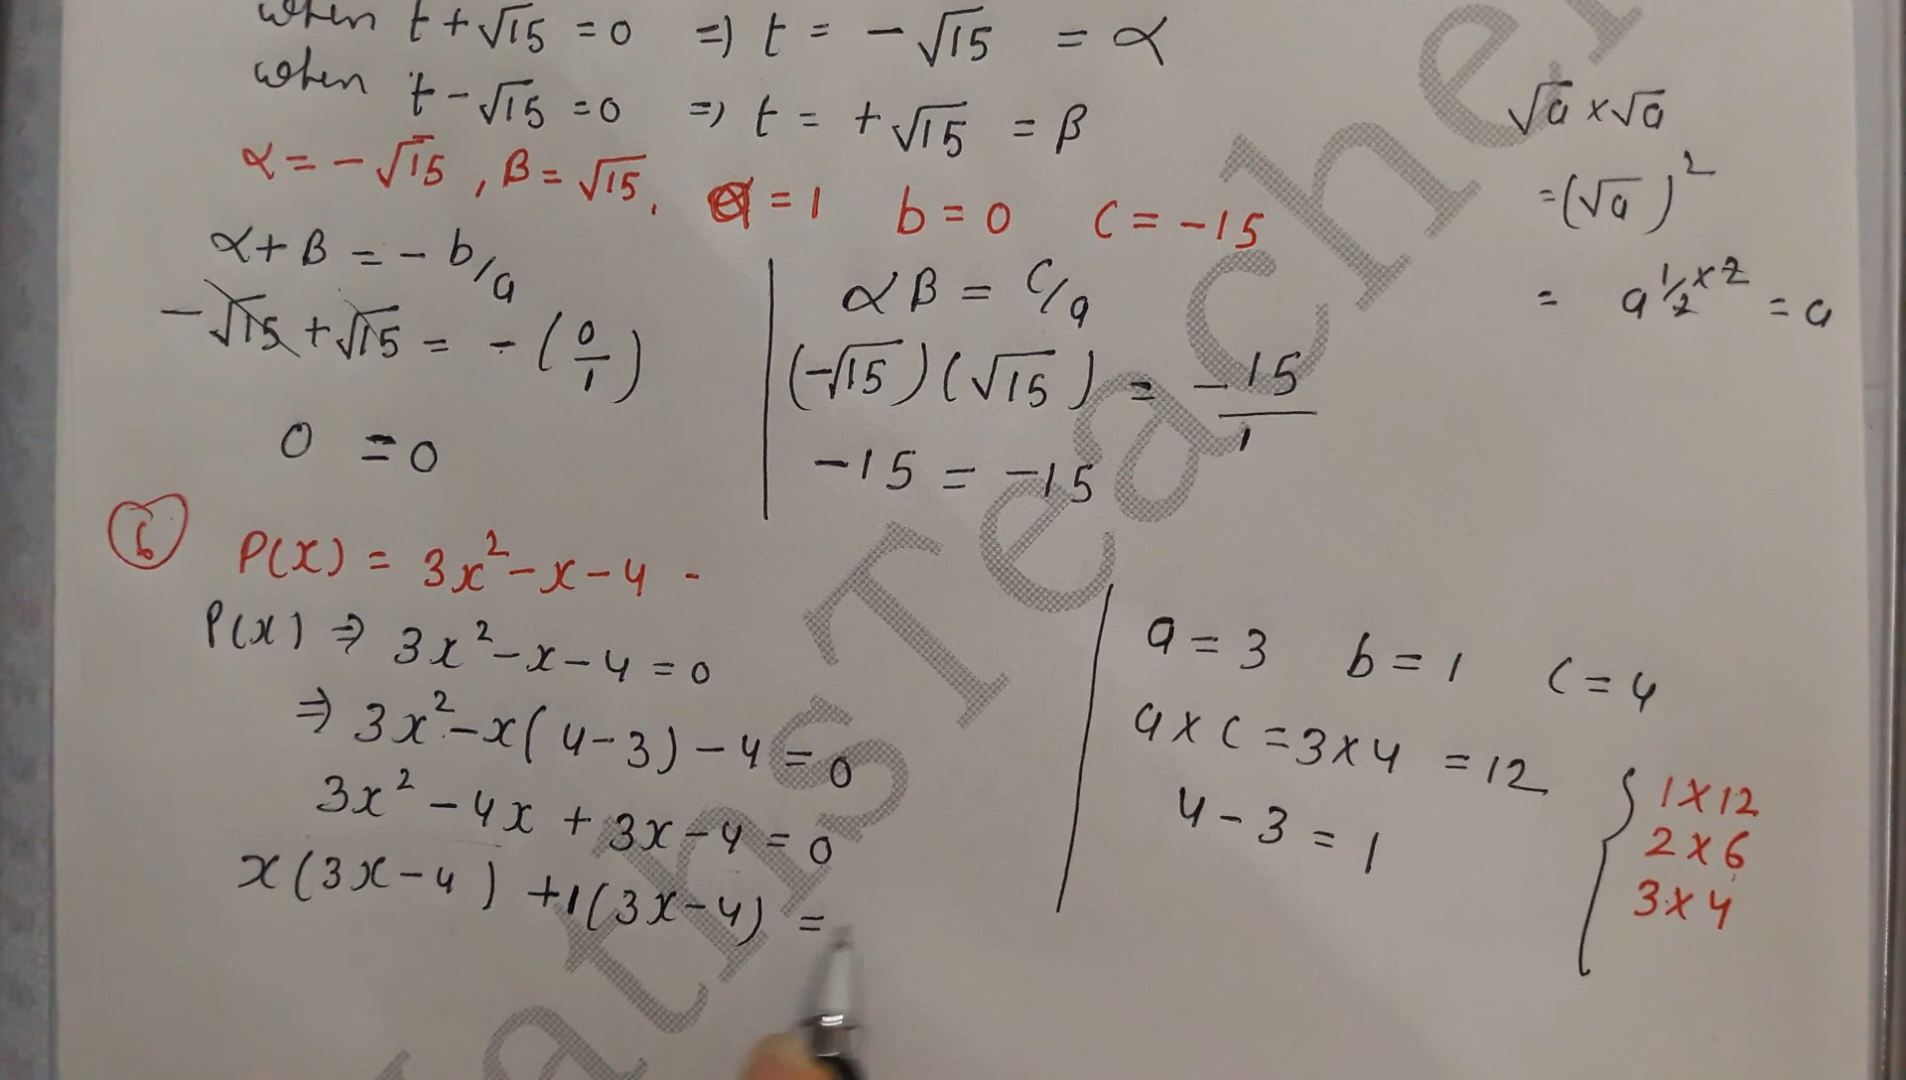 when t + √15 = 0 ⇒ t = - √15 = α
when t - √15 = 0 ⇒ t = + √15 = β
α = - √15 , β = √15 . a = 1 b = 0 c = -15
α + β = - b/a
-√15 + √15 = - (0/1)
0 = 0
αβ = c/a
(-√15)(√15) = -15/1
-15 = -15
√a × √a
= (√a)²
= a^½×2 = a
6 P(x) = 3x² - x - 4 -
P(x) ⇒ 3x² - x - 4 = 0
⇒ 3x² - x(4-3) - 4 = 0
3x² - 4x + 3x - 4 = 0
x(3x-4) +1(3x-4) =
a = 3 b = 1 c = 4
a × c = 3 × 4 = 12
4 - 3 = 1
1 × 12
2 × 6
3 × 4
Maths Teacher